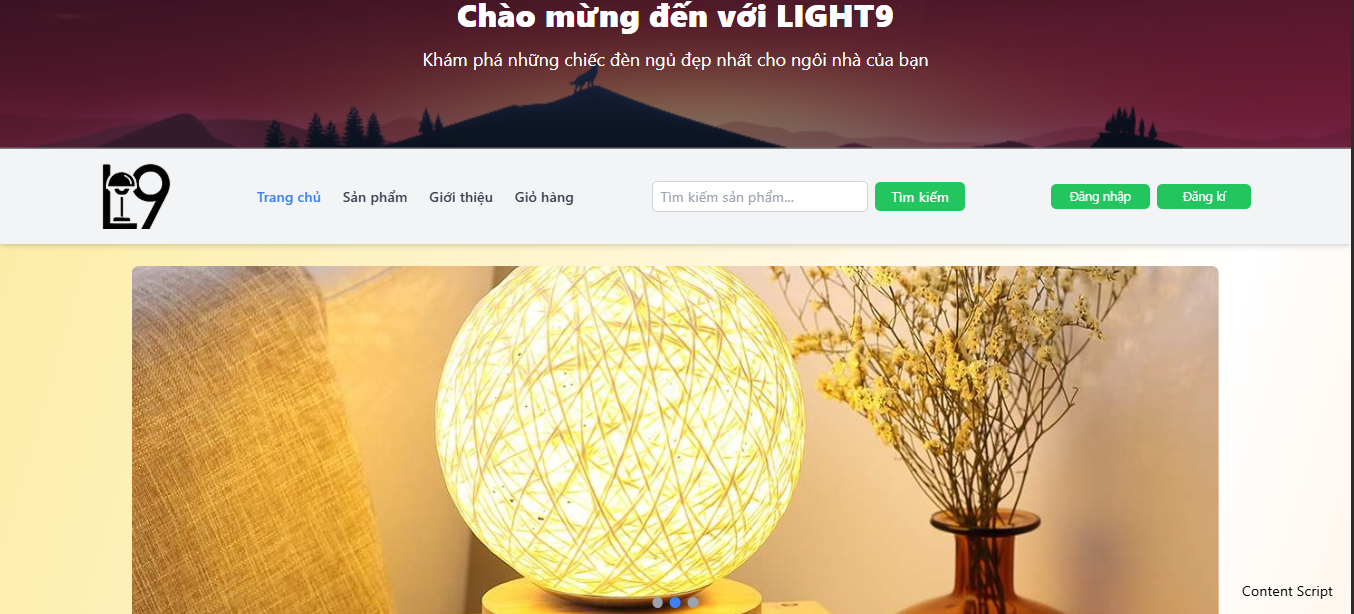 Chào mừng đến với LIGHT9
Khám phá những chiếc đèn ngủ đẹp nhất cho ngôi nhà của bạn
L9
Trang chủ Sản phẩm Giới thiệu Giỏ hàng Tìm kiếm sản phẩm... Tìm kiếm Đăng nhập Đăng kí
Content Script